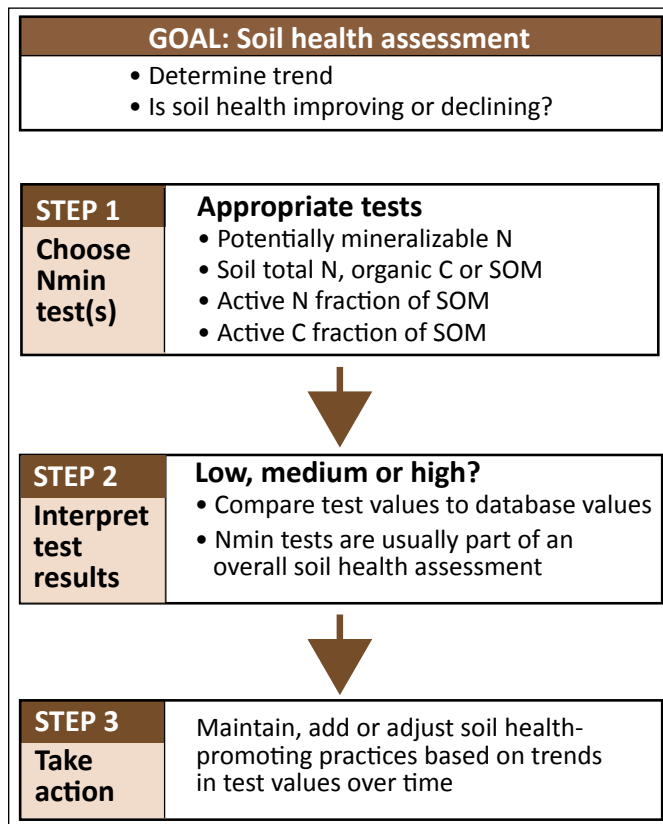 GOAL: Soil health assessment
• Determine trend
• Is soil health improving or declining?
STEP 1
Choose
Nmin
test(s)
Appropriate tests
• Potentially mineralizable N
• Soil total N, organic C or SOM
• Active N fraction of SOM
• Active C fraction of SOM
STEP 2
Interpret
test
results
Low, medium or high?
• Compare test values to database values
• Nmin tests are usually part of an
overall soil health assessment
STEP 3
Take
action
Maintain, add or adjust soil health-
promoting practices based on trends
in test values over time